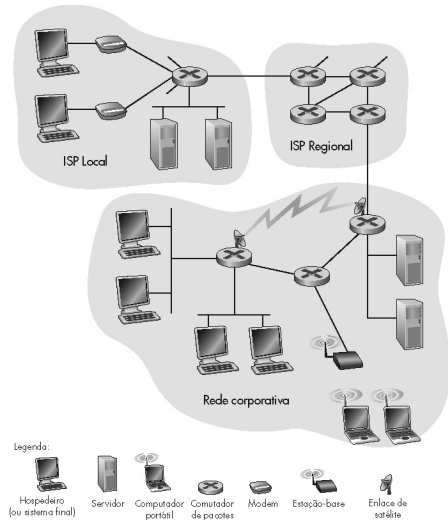 ISP Local
ISP Regional
Rede corporativa
Legenda:
Hospedeiro
(ou sistema final)
Servidor
Computador
portátil
Comutador
de pacotes
Modem
Estação-base
Enlace de
satélite